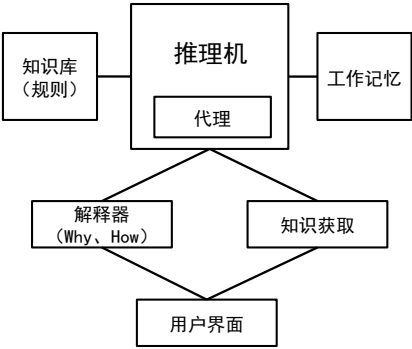 推理机
知识库
（规则）
工作记忆
代理
解释器
（Why、How）
知识获取
用户界面